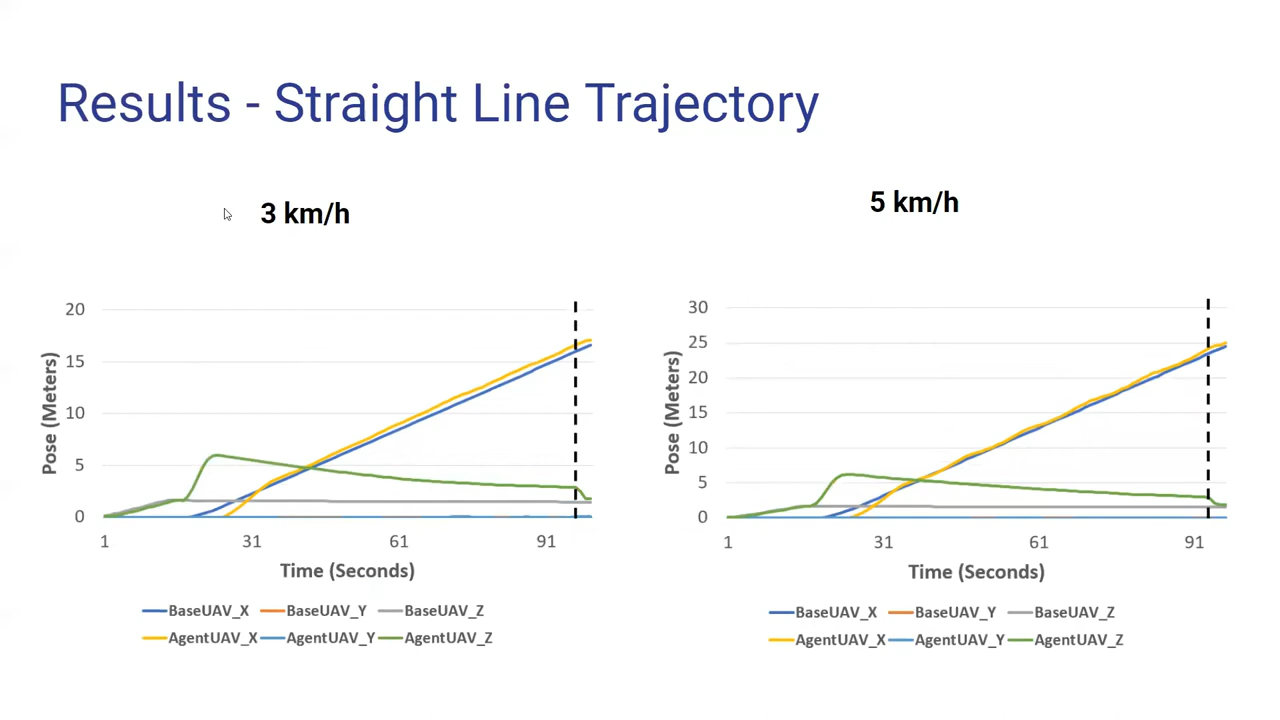 Results - Straight Line Trajectory
3 km/h
20
15
10
5
0
Pose (Meters)
1 31 61 91
Time (Seconds)
BaseUAV_X BaseUAV_Y BaseUAV_Z
AgentUAV_X AgentUAV_Y AgentUAV_Z
5 km/h
30
25
20
15
10
5
0
Pose (Meters)
1 31 61 91
Time (Seconds)
BaseUAV_X BaseUAV_Y BaseUAV_Z
AgentUAV_X AgentUAV_Y AgentUAV_Z